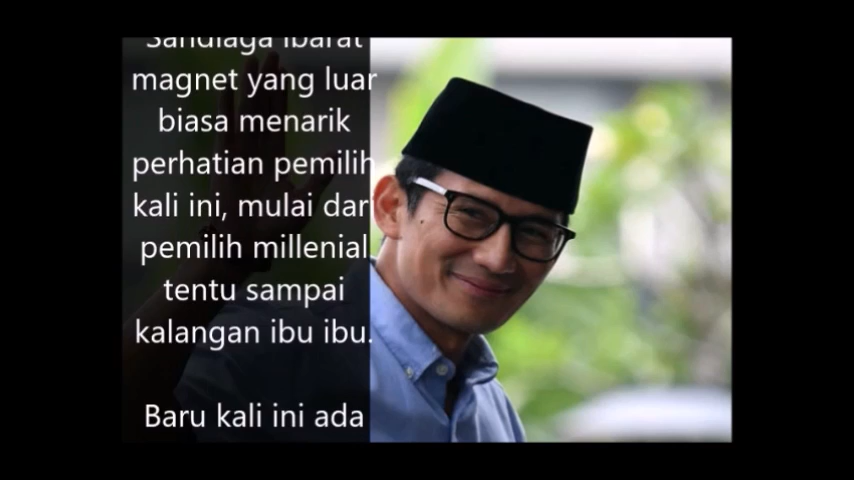 Sandiaga ibarat
magnet yang luar
biasa menarik
perhatian pemilih
kali ini, mulai dari
pemilih millenial
tentu sampai
kalangan ibu ibu.
Baru kali ini ada